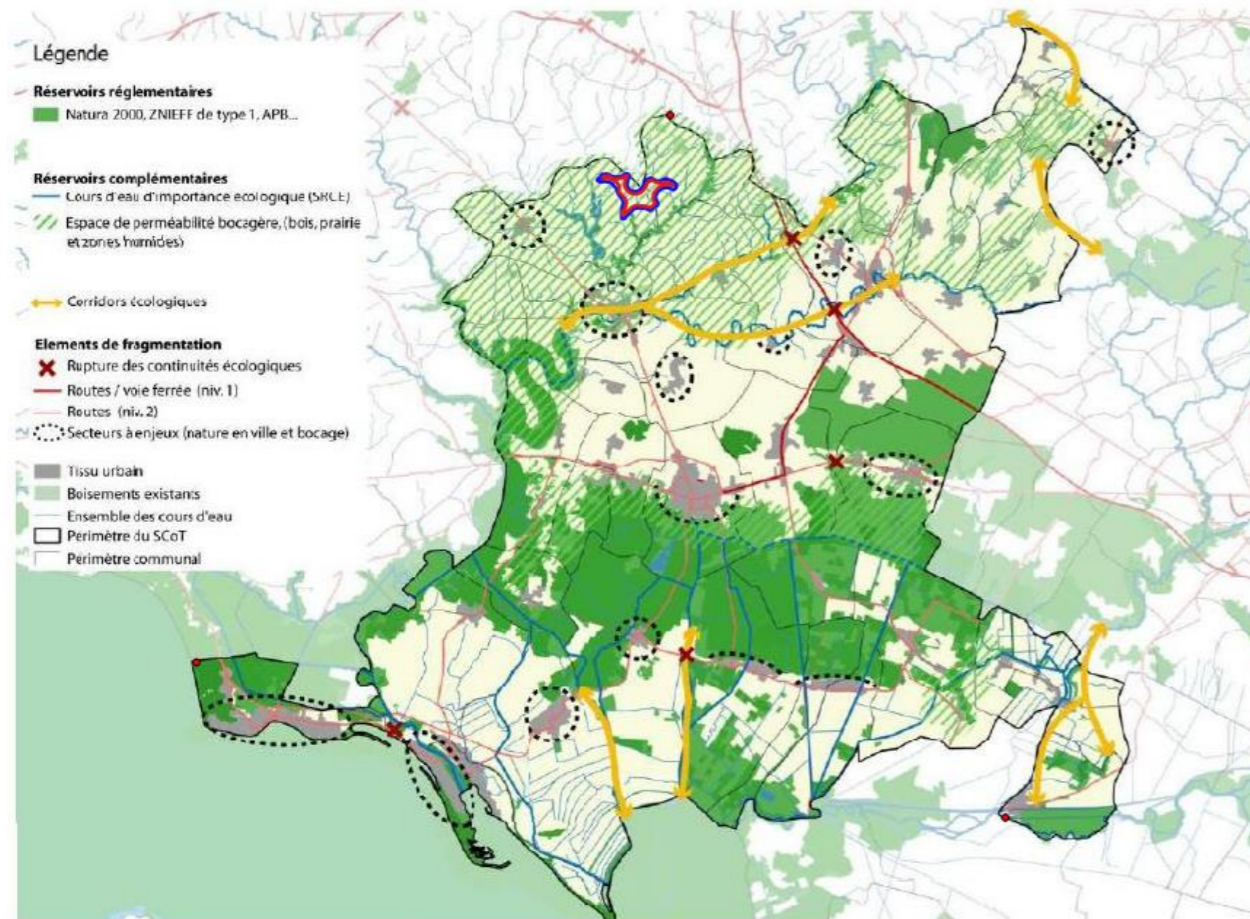 Légende
Réservoirs réglementaires
Natura 2000, ZNIEFF de type 1, APB...
Réservoirs complémentaires
Cours d'eau d'importance écologique (SRCE)
Espace de perméabilité bocagère, (bois, prairie
et zones humides)
Corridors écologiques
Elements de fragmentation
Rupture des continuités écologiques
Routes / voie ferrée (niv. 1)
Routes (niv. 2)
Secteurs à enjeux (nature en ville et bocage)
Tissu urbain
Boisements existants
Ensemble des cours d'eau
Périmètre du SCoT
Périmètre communal